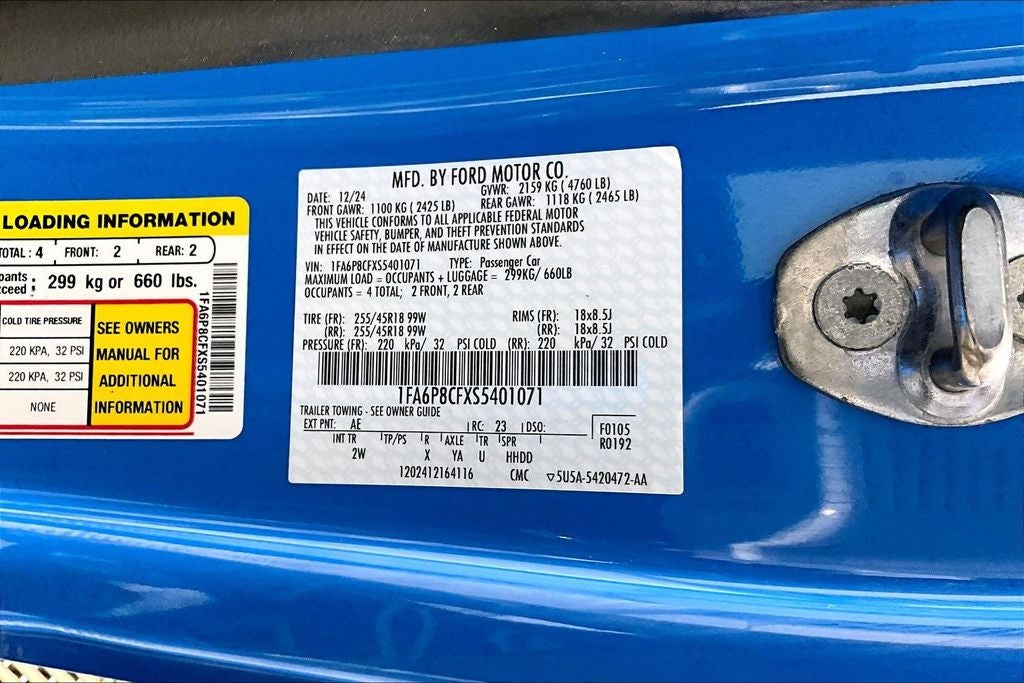 LOADING INFORMATION
TOTAL : 4 FRONT: 2 REAR: 2
pants
xceed : 299 kg or 660 lbs.
COLD TIRE PRESSURE
220 KPA, 32 PSI
220 KPA, 32 PSI
NONE
SEE OWNERS
MANUAL FOR
ADDITIONAL
INFORMATION
1FA6P8CFXS5401071
MFD. BY FORD MOTOR CO.
DATE: 12/24 GVWR: 2159 KG ( 4760 LB)
FRONT GAWR: 1100 KG ( 2425 LB) REAR GAWR: 1118 KG ( 2465 LB)
THIS VEHICLE CONFORMS TO ALL APPLICABLE FEDERAL MOTOR
VEHICLE SAFETY, BUMPER, AND THEFT PREVENTION STANDARDS
IN EFFECT ON THE DATE OF MANUFACTURE SHOWN ABOVE.
VIN: 1FA6P8CFXS5401071 TYPE: Passenger Car
MAXIMUM LOAD = OCCUPANTS + LUGGAGE = 299KG/ 660LB
OCCUPANTS = 4 TOTAL; 2 FRONT, 2 REAR
TIRE (FR): 255/45R18 99W RIMS (FR): 18x8.5J
(RR): 255/45R18 99W (RR): 18x8.5J
PRESSURE (FR): 220 kPa/ 32 PSI COLD (RR): 220 kPa/ 32 PSI COLD
1FA6P8CFXS5401071
TRAILER TOWING - SEE OWNER GUIDE
EXT PNT: AE RC: 23 DSO: F0105
R0192
INT TR TP/PS R AXLE TR SPR
2W X YA U HHDD
1202412164116 CMC 5U5A-5420472-AA